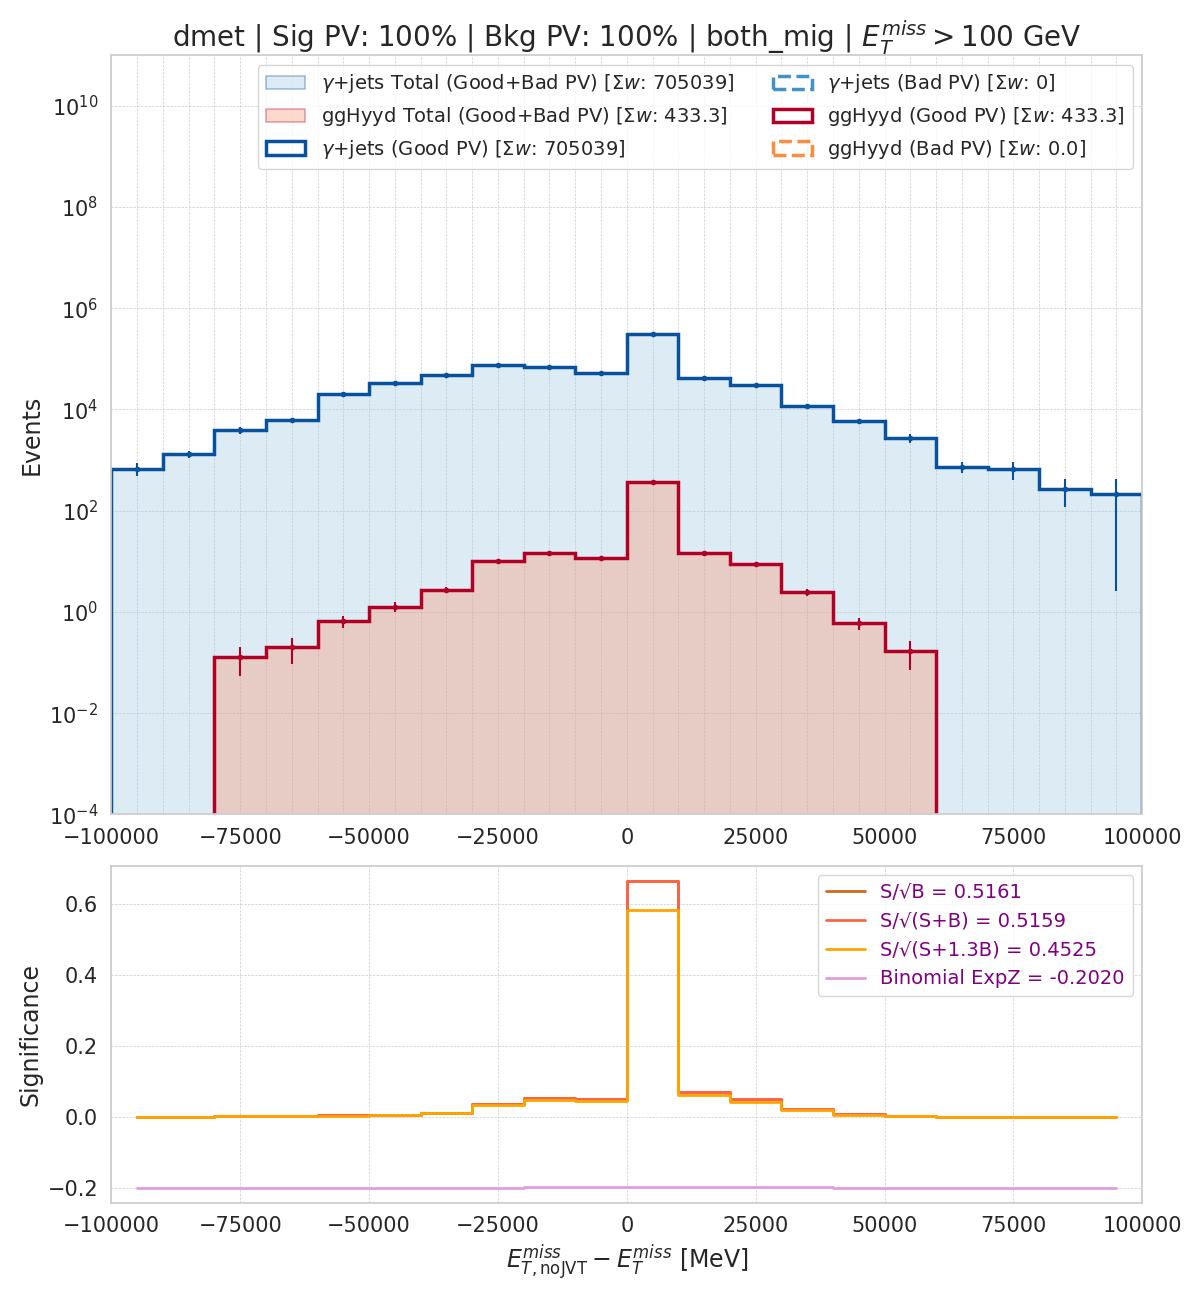 dmet | Sig PV: 100% | Bkg PV: 100% | both_mig | E_T^miss > 100 GeV
γ+jets Total (Good+Bad PV) [Σw: 705039]
ggHyyd Total (Good+Bad PV) [Σw: 433.3]
γ+jets (Good PV) [Σw: 705039]
γ+jets (Bad PV) [Σw: 0]
ggHyyd (Good PV) [Σw: 433.3]
ggHyyd (Bad PV) [Σw: 0.0]
Events
10^10
10^8
10^6
10^4
10^2
10^0
10^−2
10^−4
−100000 −75000 −50000 −25000 0 25000 50000 75000 100000
S/√B = 0.5161
S/√(S+B) = 0.5159
S/√(S+1.3B) = 0.4525
Binomial ExpZ = -0.2020
Significance
0.6
0.4
0.2
0.0
−0.2
−100000 −75000 −50000 −25000 0 25000 50000 75000 100000
E_T,noJVT^miss − E_T^miss [MeV]